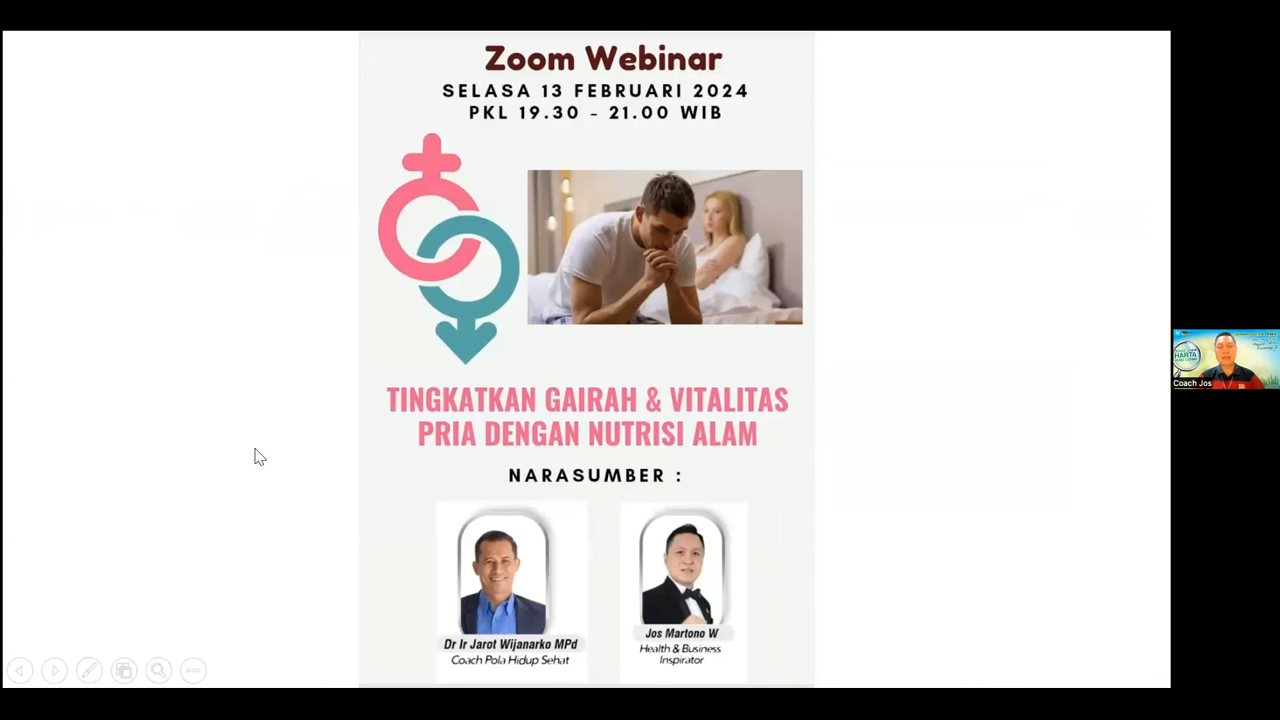 Zoom Webinar
SELASA 13 FEBRUARI 2024
PKL 19.30 - 21.00 WIB
TINGKATKAN GAIRAH & VITALITAS
PRIA DENGAN NUTRISI ALAM
NARASUMBER :
Dr Ir Jarot Wijanarko MPd
Coach Pola Hidup Sehat
Jos Martono W
Health & Business
Inspirator
HARTA
Coach Jos